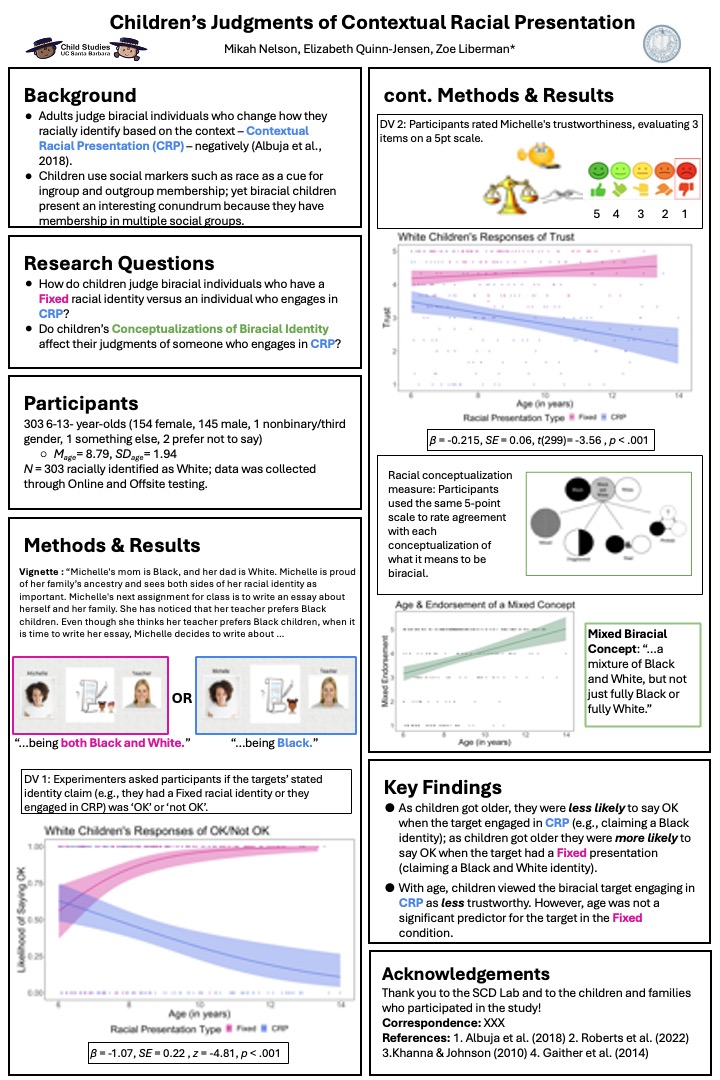 Children's Judgments of Contextual Racial Presentation
Child Studies
UC Santa Barbara
Mikah Nelson, Elizabeth Quinn-Jensen, Zoe Liberman*
Background
● Adults judge biracial individuals who change how they
racially identify based on the context – Contextual
Racial Presentation (CRP) – negatively (Albuja et al.,
2018).
● Children use social markers such as race as a cue for
ingroup and outgroup membership; yet biracial children
present an interesting conundrum because they have
membership in multiple social groups.
Research Questions
● How do children judge biracial individuals who have a
Fixed racial identity versus an individual who engages in
CRP?
● Do children's Conceptualizations of Biracial Identity
affect their judgments of someone who engages in CRP?
Participants
303 6-13- year-olds (154 female, 145 male, 1 nonbinary/third
gender, 1 something else, 2 prefer not to say)
○ Mage= 8.79, SDage= 1.94
N = 303 racially identified as White; data was collected
through Online and Offsite testing.
Methods & Results
Vignette : "Michelle's mom is Black, and her dad is White. Michelle is proud
of her family's ancestry and sees both sides of her racial identity as
important. Michelle's next assignment for class is to write an essay about
herself and her family. She has noticed that her teacher prefers Black
children. Even though she thinks her teacher prefers Black children, when it
is time to write her essay, Michelle decides to write about ...
Michelle
Teacher
OR
Michelle
Teacher
"...being both Black and White."
"...being Black."
DV 1: Experimenters asked participants if the targets' stated
identity claim (e.g., they had a Fixed racial identity or they
engaged in CRP) was 'OK' or 'not OK'.
White Children's Responses of OK/Not OK
Likelihood of Saying OK
1.00
0.75
0.50
0.25
0.00
6 8 10 12 14
Age (in years)
Racial Presentation Type Fixed CRP
β = -1.07, SE = 0.22 , z = -4.81, p < .001
cont. Methods & Results
DV 2: Participants rated Michelle's trustworthiness, evaluating 3
items on a 5pt scale.
5 4 3 2 1
White Children's Responses of Trust
Trust
5
4
3
2
1
6 8 10 12 14
Age (in years)
Racial Presentation Type Fixed CRP
β = -0.215, SE = 0.06, t(299)= -3.56 , p < .001
Racial conceptualization
measure: Participants
used the same 5-point
scale to rate agreement
with each
conceptualization of
what it means to be
biracial.
Black
Black and White
White
Age & Endorsement of a Mixed Concept
Mixed Endorsement
5
4
3
2
1
6 8 10 12 14
Age (in years)
Mixed Biracial
Concept: "...a
mixture of Black
and White, but not
just fully Black or
fully White."
Key Findings
● As children got older, they were less likely to say OK
when the target engaged in CRP (e.g., claiming a Black
identity); as children got older they were more likely to
say OK when the target had a Fixed presentation
(claiming a Black and White identity).
● With age, children viewed the biracial target engaging in
CRP as less trustworthy. However, age was not a
significant predictor for the target in the Fixed
condition.
Acknowledgements
Thank you to the SCD Lab and to the children and families
who participated in the study!
Correspondence: XXX
References: 1. Albuja et al. (2018) 2. Roberts et al. (2022)
3.Khanna & Johnson (2010) 4. Gaither et al. (2014)